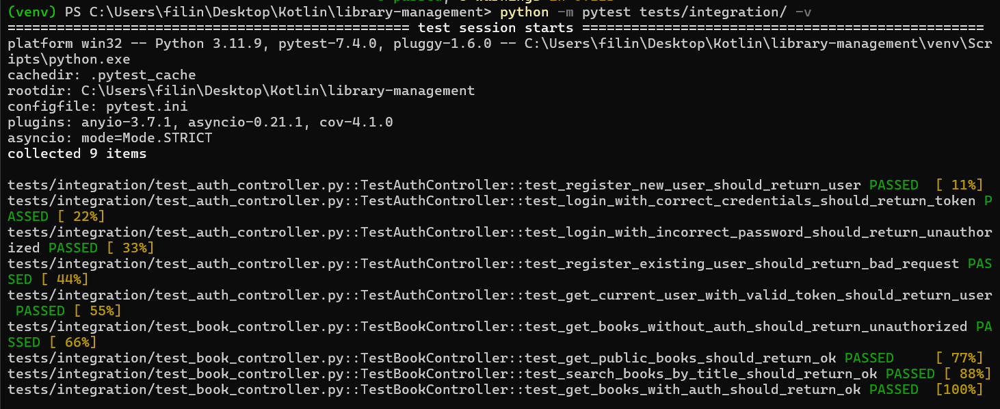 (venv) PS C:\Users\filin\Desktop\Kotlin\library-management> python -m pytest tests/integration/ -v
================================================= test session starts =================================================
platform win32 -- Python 3.11.9, pytest-7.4.0, pluggy-1.6.0 -- C:\Users\filin\Desktop\Kotlin\library-management\venv\Scr
ipts\python.exe
cachedir: .pytest_cache
rootdir: C:\Users\filin\Desktop\Kotlin\library-management
configfile: pytest.ini
plugins: anyio-3.7.1, asyncio-0.21.1, cov-4.1.0
asyncio: mode=Mode.STRICT
collected 9 items
tests/integration/test_auth_controller.py::TestAuthController::test_register_new_user_should_return_user PASSED  [ 11%]
tests/integration/test_auth_controller.py::TestAuthController::test_login_with_correct_credentials_should_return_token P
ASSED [ 22%]
tests/integration/test_auth_controller.py::TestAuthController::test_login_with_incorrect_password_should_return_unauthor
ized PASSED [ 33%]
tests/integration/test_auth_controller.py::TestAuthController::test_register_existing_user_should_return_bad_request PAS
SED [ 44%]
tests/integration/test_auth_controller.py::TestAuthController::test_get_current_user_with_valid_token_should_return_user
 PASSED [ 55%]
tests/integration/test_book_controller.py::TestBookController::test_get_books_without_auth_should_return_unauthorized PA
SSED [ 66%]
tests/integration/test_book_controller.py::TestBookController::test_get_public_books_should_return_ok PASSED     [ 77%]
tests/integration/test_book_controller.py::TestBookController::test_search_books_by_title_should_return_ok PASSED [ 88%]
tests/integration/test_book_controller.py::TestBookController::test_get_books_with_auth_should_return_ok PASSED  [100%]